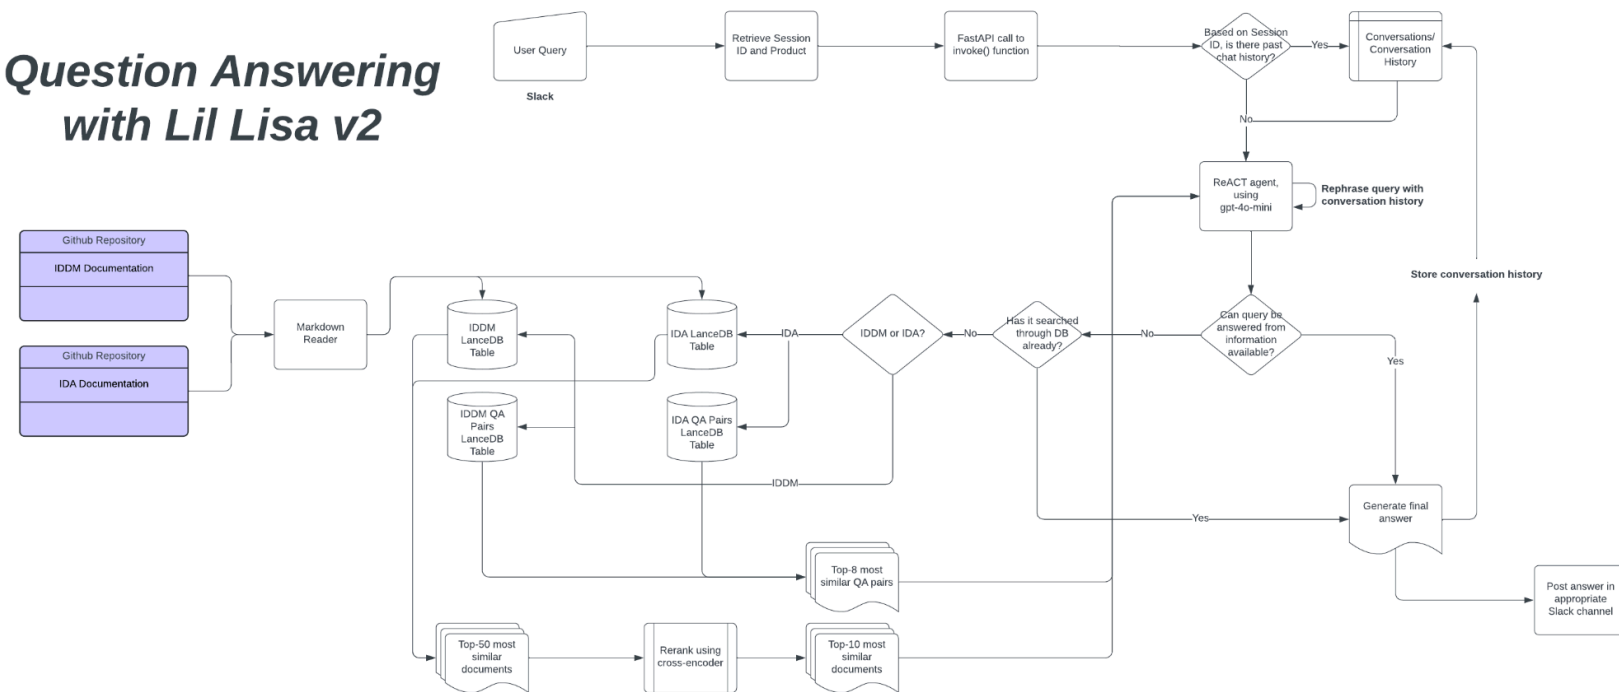 Question Answering
with Lil Lisa v2
User Query
Slack
Retrieve Session
ID and Product
FastAPI call to
invoke() function
Based on Session
ID, is there past
chat history?
Yes
Conversations/
Conversation
History
No
ReACT agent,
using
gpt-4o-mini
Rephrase query with
conversation history
Store conversation history
Github Repository
IDDM Documentation
Github Repository
IDA Documentation
Markdown
Reader
IDDM
LanceDB
Table
IDA LanceDB
Table
IDA
IDDM or IDA?
No
Has it searched
through DB
already?
No
Can query be
answered from
information
available?
Yes
IDDM QA
Pairs
LanceDB
Table
IDA QA Pairs
LanceDB
Table
IDDM
Yes
Generate final
answer
Top-8 most
similar QA pairs
Post answer in
appropriate
Slack channel
Top-50 most
similar
documents
Rerank using
cross-encoder
Top-10 most
similar
documents